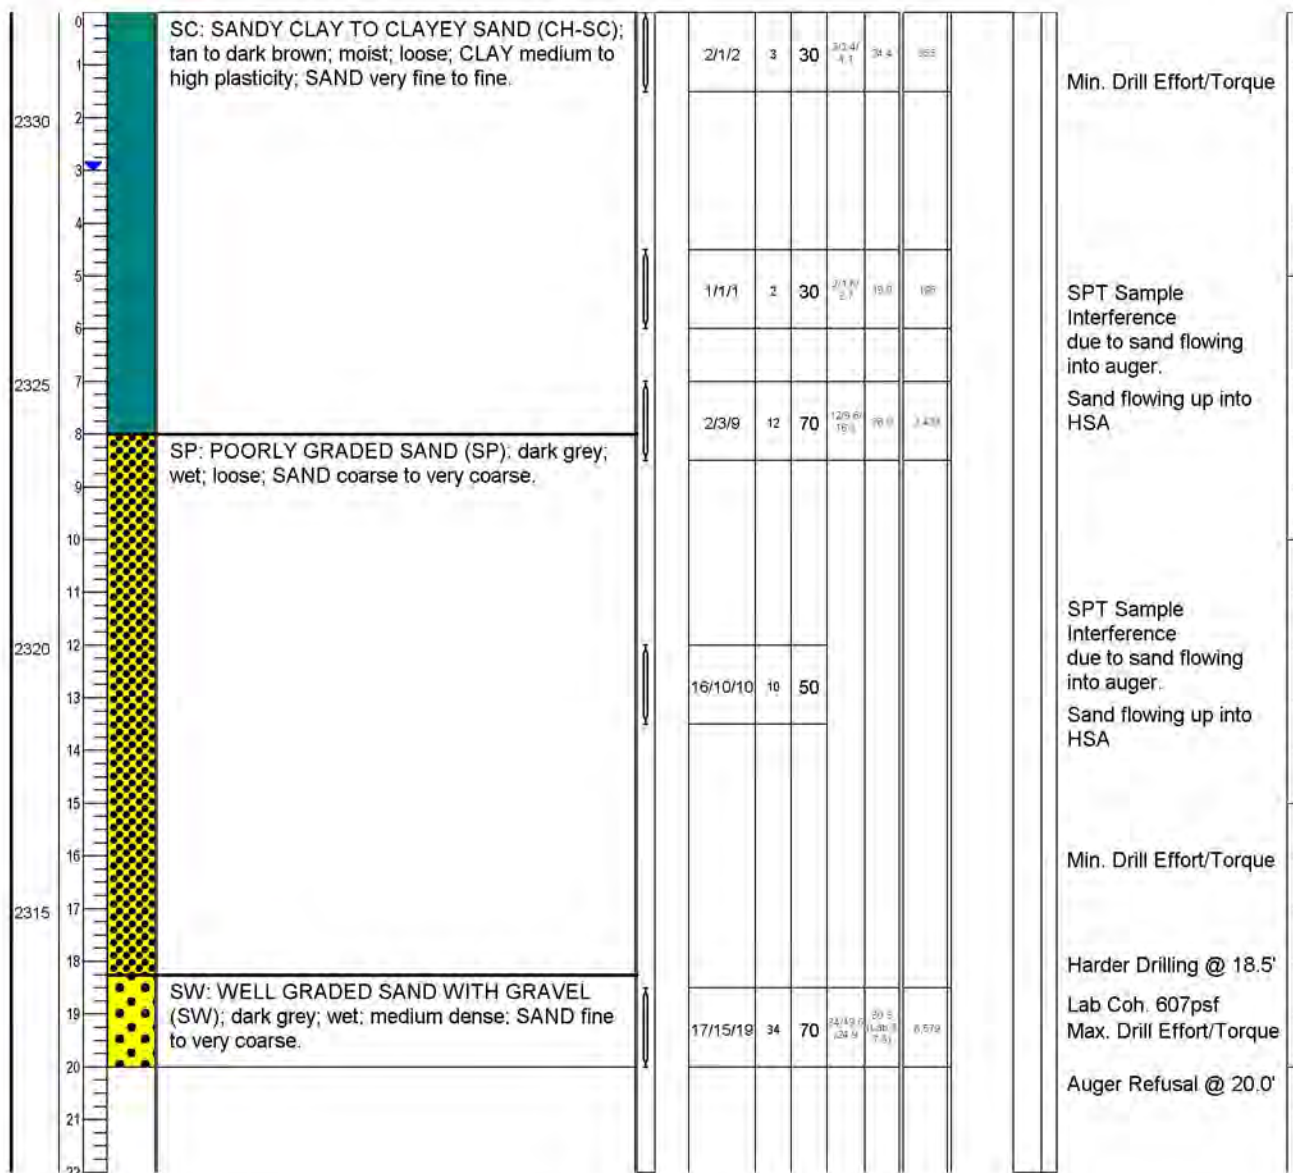 0
SC: SANDY CLAY TO CLAYEY SAND (CH-SC);
tan to dark brown; moist; loose; CLAY medium to
high plasticity; SAND very fine to fine.
2/1/2 3 30
1
Min. Drill Effort/Torque
2330 2
3
4
5
1/1/1 2 30
SPT Sample
Interference
due to sand flowing
into auger.
6
2325 7
Sand flowing up into
HSA
2/3/9 12 70
8
SP: POORLY GRADED SAND (SP): dark grey;
wet; loose; SAND coarse to very coarse.
9
10
11
SPT Sample
Interference
due to sand flowing
into auger.
2320 12
16/10/10 10 50
13
Sand flowing up into
HSA
14
15
16
Min. Drill Effort/Torque
2315 17
18
Harder Drilling @ 18.5'
SW: WELL GRADED SAND WITH GRAVEL
(SW); dark grey; wet; medium dense; SAND fine
to very coarse.
19
17/15/19 34 70
Lab Coh. 607psf
Max. Drill Effort/Torque
20
Auger Refusal @ 20.0'
21
22